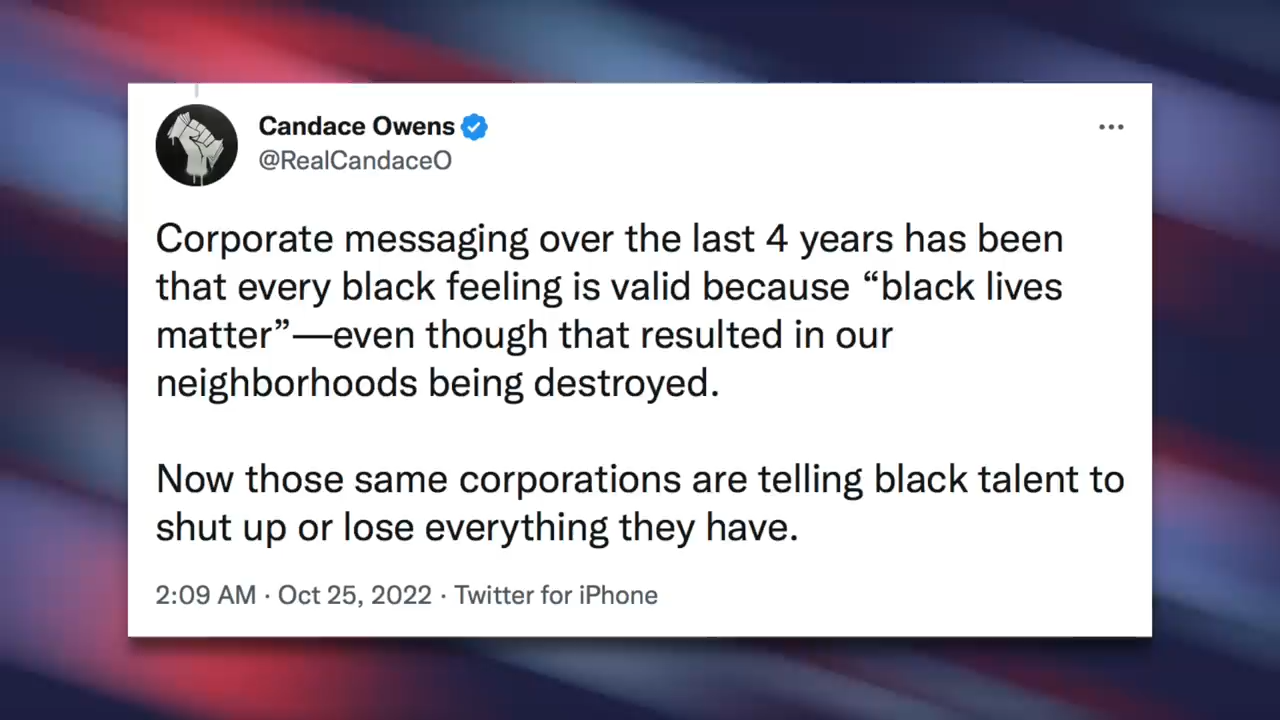 Candace Owens
@RealCandaceO
Corporate messaging over the last 4 years has been
that every black feeling is valid because “black lives
matter”—even though that resulted in our
neighborhoods being destroyed.
Now those same corporations are telling black talent to
shut up or lose everything they have.
2:09 AM · Oct 25, 2022 · Twitter for iPhone